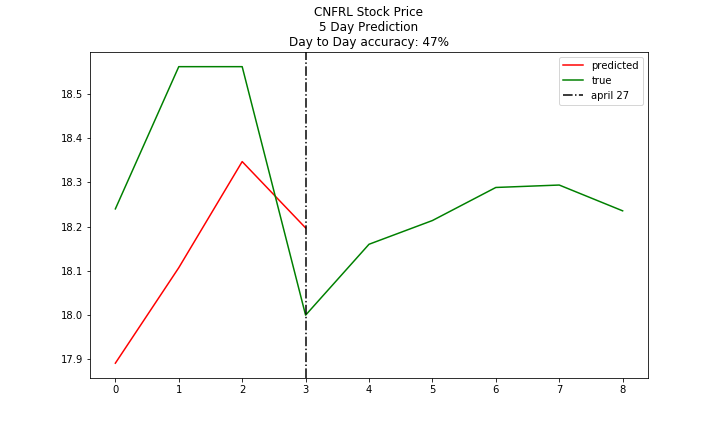 CNFRL Stock Price
5 Day Prediction
Day to Day accuracy: 47%
predicted
true
april 27
18.5
18.4
18.3
18.2
18.1
18.0
17.9
0 1 2 3 4 5 6 7 8